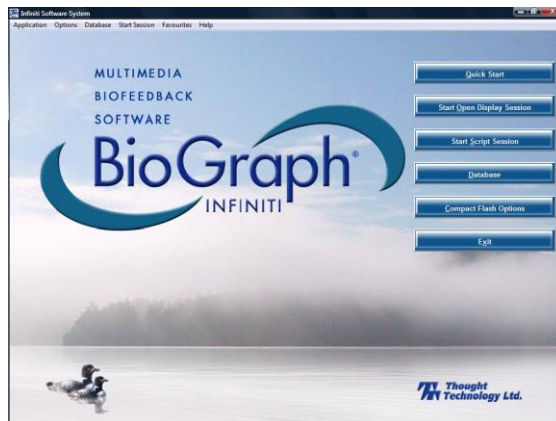 Infiniti Software System
Application Options Database Start Session Favourites Help
MULTIMEDIA
BIOFEEDBACK
SOFTWARE
BioGraph®
INFINITI
Quick Start
Start Open Display Session
Start Script Session
Database
Compact Flash Options
Exit
Thought
Technology Ltd.